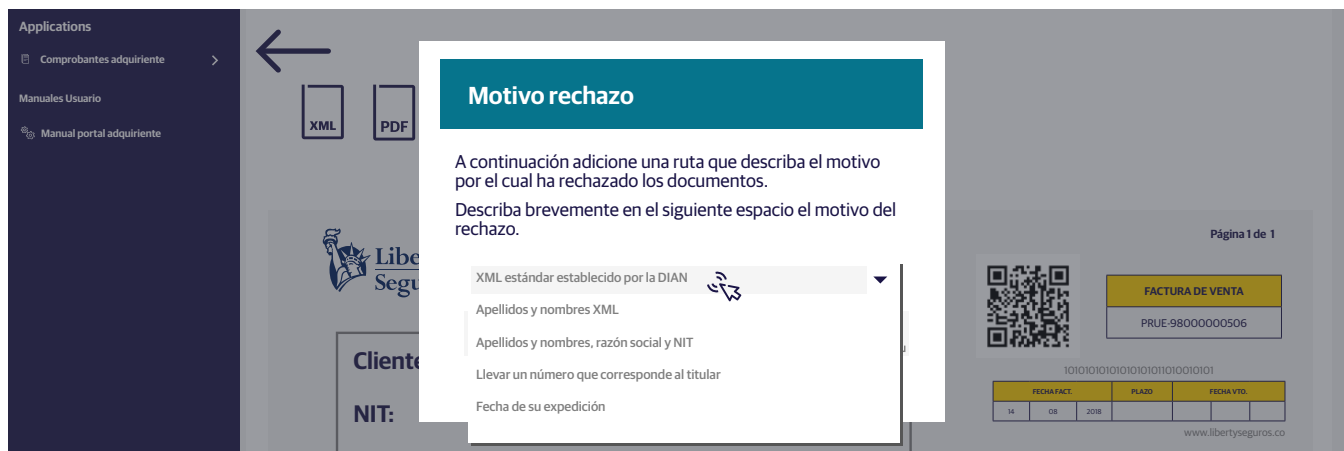 Applications
Comprobantes adquiriente
Manuales Usuario
Manual portal adquiriente
XML
PDF
Motivo rechazo
A continuación adicione una ruta que describa el motivo
por el cual ha rechazado los documentos.
Describa brevemente en el siguiente espacio el motivo del
rechazo.
XML estándar establecido por la DIAN
Apellidos y nombres XML
Apellidos y nombres, razón social y NIT
Llevar un número que corresponde al titular
Fecha de su expedición
Página 1 de 1
FACTURA DE VENTA
PRUE-98000000506
FECHA FACT.
PLAZO
FECHA VTO.
14
08
2018
www.libertyseguros.co
NIT: